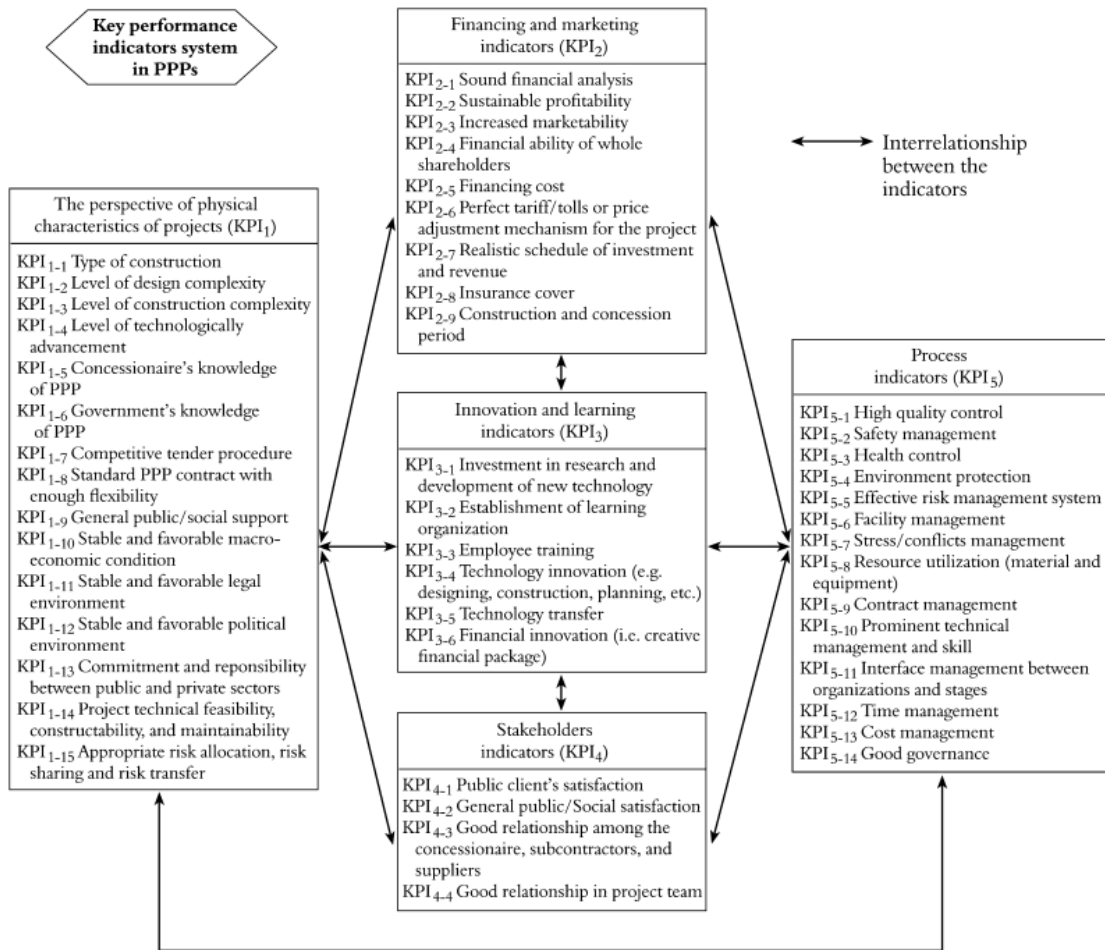 Key performance
indicators system
in PPPs
Financing and marketing
indicators (KPI2)
KPI2-1 Sound financial analysis
KPI2-2 Sustainable profitability
KPI2-3 Increased marketability
KPI2-4 Financial ability of whole
shareholders
KPI2-5 Financing cost
KPI2-6 Perfect tariff/tolls or price
adjustment mechanism for the project
KPI2-7 Realistic schedule of investment
and revenue
KPI2-8 Insurance cover
KPI2-9 Construction and concession
period
Interrelationship
between the
indicators
The perspective of physical
characteristics of projects (KPI1)
KPI1-1 Type of construction
KPI1-2 Level of design complexity
KPI1-3 Level of construction complexity
KPI1-4 Level of technologically
advancement
KPI1-5 Concessionaire's knowledge
of PPP
KPI1-6 Government's knowledge
of PPP
KPI1-7 Competitive tender procedure
KPI1-8 Standard PPP contract with
enough flexibility
KPI1-9 General public/social support
KPI1-10 Stable and favorable macro-
economic condition
KPI1-11 Stable and favorable legal
environment
KPI1-12 Stable and favorable political
environment
KPI1-13 Commitment and reponsibility
between public and private sectors
KPI1-14 Project technical feasibility,
constructability, and maintainability
KPI1-15 Appropriate risk allocation, risk
sharing and risk transfer
Innovation and learning
indicators (KPI3)
KPI3-1 Investment in research and
development of new technology
KPI3-2 Establishment of learning
organization
KPI3-3 Employee training
KPI3-4 Technology innovation (e.g.
designing, construction, planning, etc.)
KPI3-5 Technology transfer
KPI3-6 Financial innovation (i.e. creative
financial package)
Stakeholders
indicators (KPI4)
KPI4-1 Public client's satisfaction
KPI4-2 General public/Social satisfaction
KPI4-3 Good relationship among the
concessionaire, subcontractors, and
suppliers
KPI4-4 Good relationship in project team
Process
indicators (KPI5)
KPI5-1 High quality control
KPI5-2 Safety management
KPI5-3 Health control
KPI5-4 Environment protection
KPI5-5 Effective risk management system
KPI5-6 Facility management
KPI5-7 Stress/conflicts management
KPI5-8 Resource utilization (material and
equipment)
KPI5-9 Contract management
KPI5-10 Prominent technical
management and skill
KPI5-11 Interface management between
organizations and stages
KPI5-12 Time management
KPI5-13 Cost management
KPI5-14 Good governance